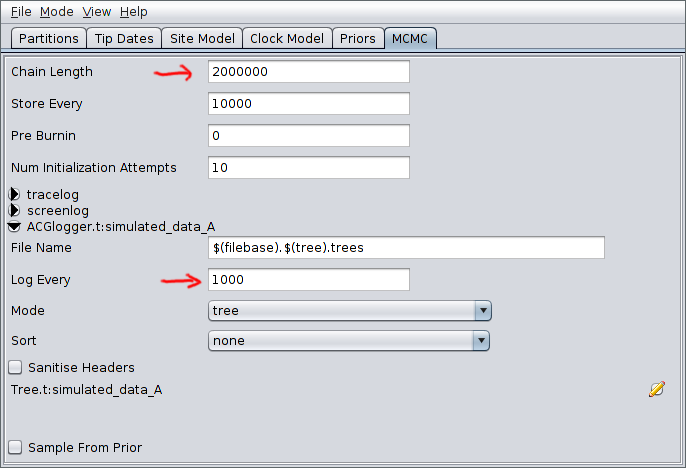 File Mode View Help
Partitions Tip Dates Site Model Clock Model Priors MCMC
Chain Length 2000000
Store Every 10000
Pre Burnin 0
Num Initialization Attempts 10
tracelog
screenlog
ACGlogger.t:simulated_data_A
File Name $(filebase).$(tree).trees
Log Every 1000
Mode tree
Sort none
Sanitise Headers
Tree.t:simulated_data_A
Sample From Prior